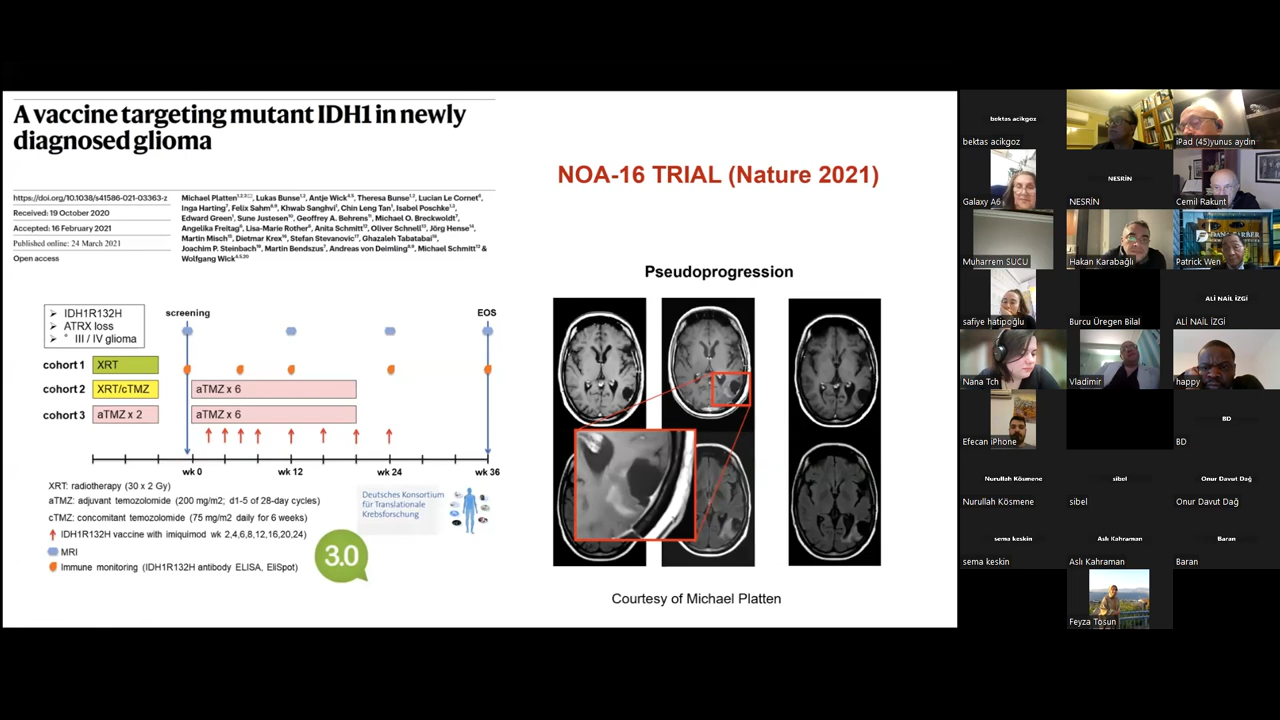 A vaccine targeting mutant IDH1 in newly
diagnosed glioma
https://doi.org/10.1038/s41586-021-03363-z
Received: 19 October 2020
Accepted: 16 February 2021
Published online: 24 March 2021
Open access
Michael Platten, Lukas Bunse, Antje Wick, Theresa Bunse, Lucian Le Cornet,
Inga Harting, Felix Sahm, Khwab Sanghvi, Chin Leng Tan, Isabel Poschke,
Edward Green, Sune Justesen, Geoffrey A. Behrens, Michael O. Breckwoldt,
Angelika Freitag, Lisa-Marie Rother, Anita Schmitt, Oliver Schnell, Jörg Hense,
Martin Misch, Dietmar Krex, Stefan Stevanovic, Ghazaleh Tabatabai,
Joachim P. Steinbach, Martin Bendszus, Andreas von Deimling, Michael Schmitt &
Wolfgang Wick
NOA-16 TRIAL (Nature 2021)
Pseudoprogression
Courtesy of Michael Platten
IDH1R132H
ATRX loss
° III / IV glioma
screening
EOS
cohort 1 XRT
cohort 2 XRT/cTMZ aTMZ x 6
cohort 3 aTMZ x 2 aTMZ x 6
wk 0 wk 12 wk 24 wk 36
XRT: radiotherapy (30 x 2 Gy)
aTMZ: adjuvant temozolomide (200 mg/m2; d1-5 of 28-day cycles)
cTMZ: concomitant temozolomide (75 mg/m2 daily for 6 weeks)
IDH1R132H vaccine with imiquimod wk 2,4,6,8,12,16,20,24)
MRI
Immune monitoring (IDH1R132H antibody ELISA, EliSpot)
Deutsches Konsortium
für Translationale
Krebsforschung
3.0
bektas acikgoz
bektas acikgoz
iPad (45)yunus aydın
Galaxy A6
NESRİN
NESRİN
Cemil Rakunt
Muharrem SUCU
Hakan Karabağli
Patrick Wen
safiye hatipoğlu
Burcu Üregen Bilal
ALİ NAİL İZGİ
ALİ NAİL İZGİ
Nana Tch
Vladimir
happy
Efecan iPhone
BD
BD
Nurullah Kösmene
Nurullah Kösmene
sibel
sibel
Onur Davut Dağ
Onur Davut Dağ
sema keskin
sema keskin
Aslı Kahraman
Aslı Kahraman
Baran
Baran
Feyza Tosun